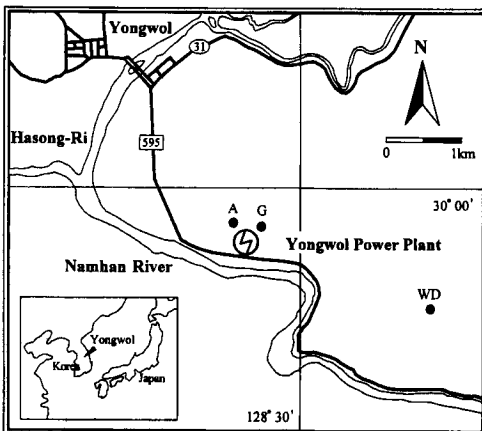 Yongwol
31
N
Hasong-Ri
0 1km
595
30° 00'
A G
Yongwol Power Plant
Namhan River
WD
Yongwol
Korea
Japan
128° 30'